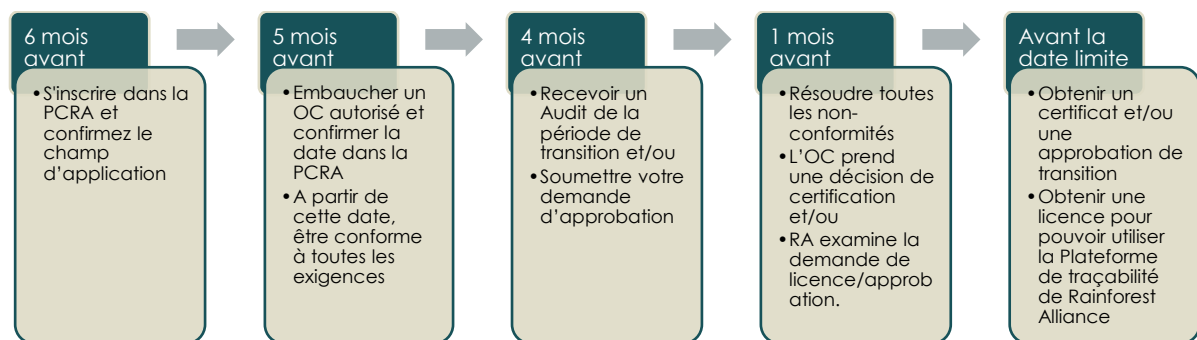 6 mois
avant
•S'inscrire dans la
PCRA et
confirmez le
champ
d'application
5 mois
avant
•Embaucher un
OC autorisé et
confirmer la
date dans la
PCRA
•A partir de
cette date,
être conforme
à toutes les
exigences
4 mois
avant
•Recevoir un
Audit de la
période de
transition et/ou
•Soumettre votre
demande
d'approbation
1 mois
avant
•Résoudre toutes
les non-
conformités
•L'OC prend
une décision de
certification
et/ou
•RA examine la
demande de
licence/approb
ation.
Avant la
date limite
•Obtenir un
certificat et/ou
une
approbation de
transition
•Obtenir une
licence pour
pouvoir utiliser
la Plateforme
de traçabilité
de Rainforest
Alliance